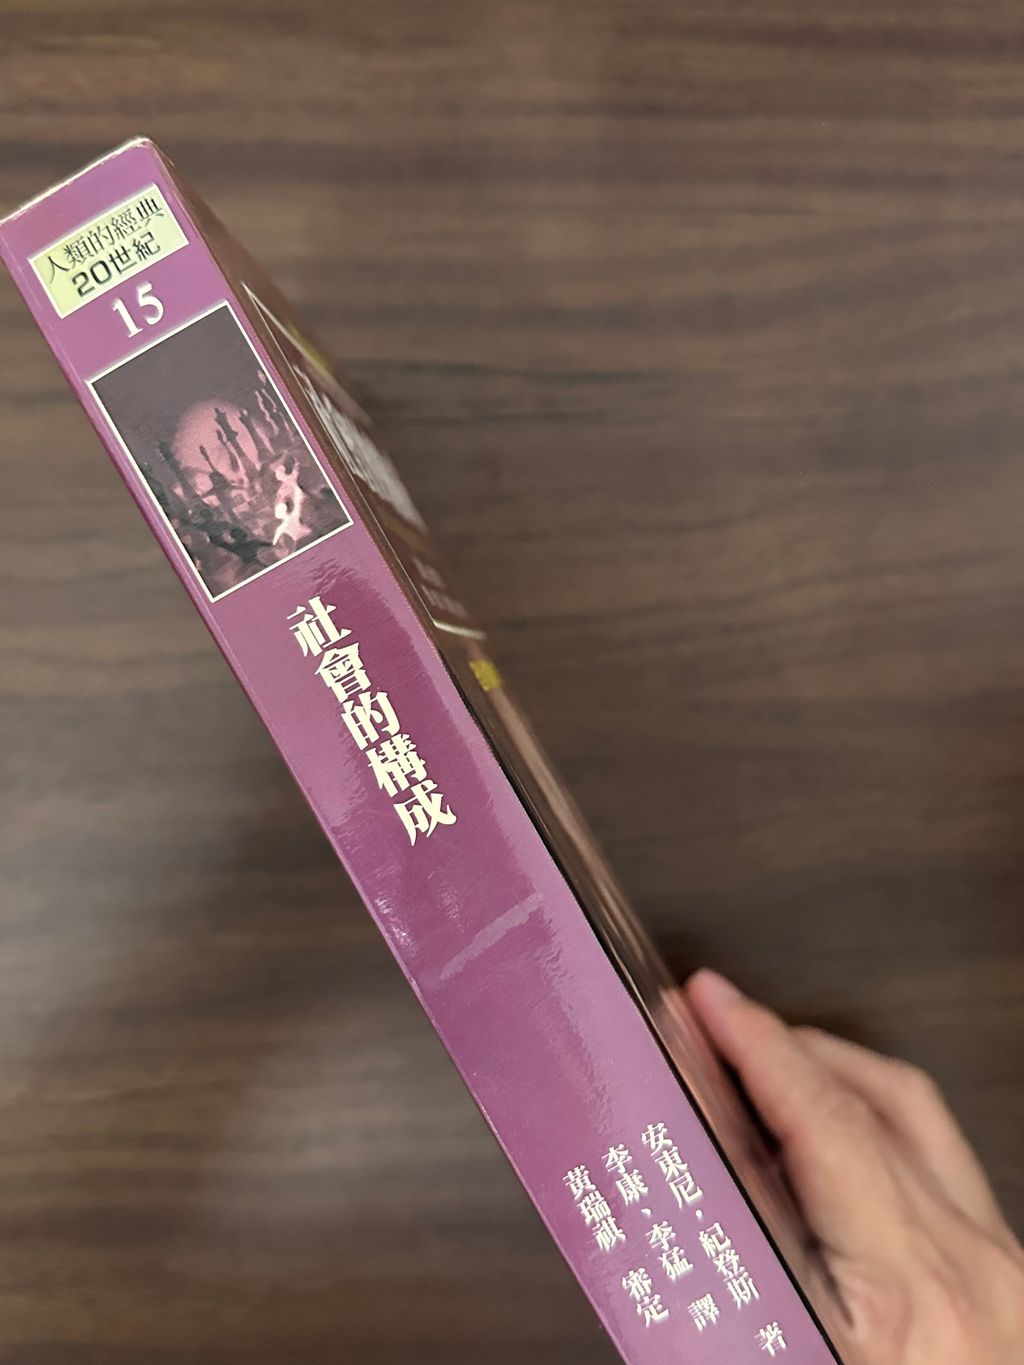 人類的經典
20世紀
15
社會的構成
安東尼・紀登斯 著
李康、李猛 譯
黃瑞祺 審定